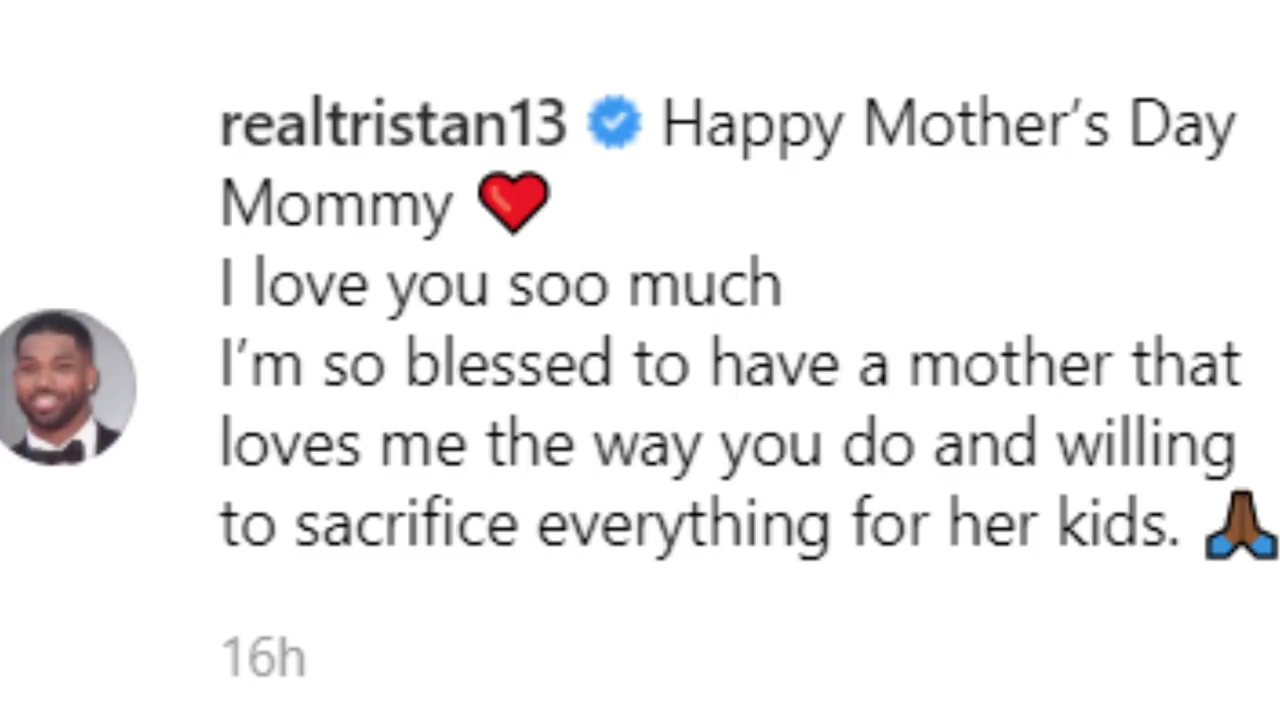 realtristan13 Happy Mother’s Day
Mommy ❤️
I love you soo much
I’m so blessed to have a mother that
loves me the way you do and willing
to sacrifice everything for her kids. 🙏🏾
16h